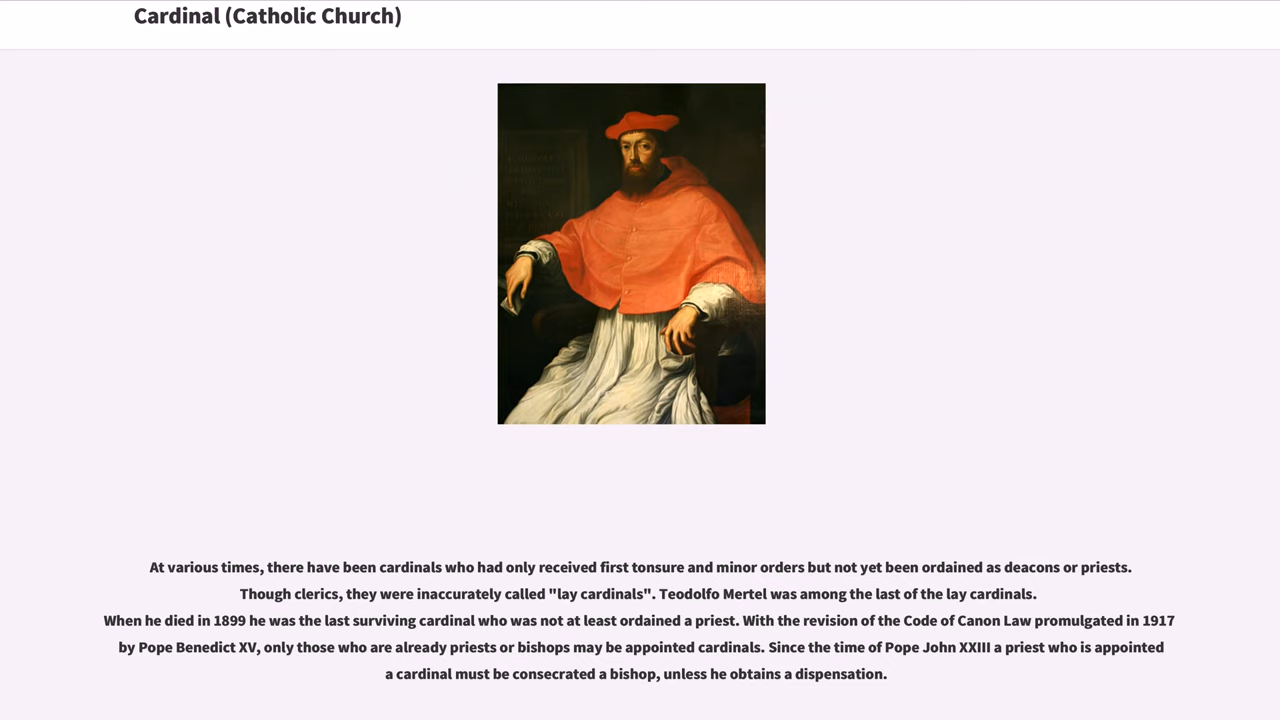 Cardinal (Catholic Church)
At various times, there have been cardinals who had only received first tonsure and minor orders but not yet been ordained as deacons or priests.
Though clerics, they were inaccurately called "lay cardinals". Teodolfo Mertel was among the last of the lay cardinals.
When he died in 1899 he was the last surviving cardinal who was not at least ordained a priest. With the revision of the Code of Canon Law promulgated in 1917
by Pope Benedict XV, only those who are already priests or bishops may be appointed cardinals. Since the time of Pope John XXIII a priest who is appointed
a cardinal must be consecrated a bishop, unless he obtains a dispensation.